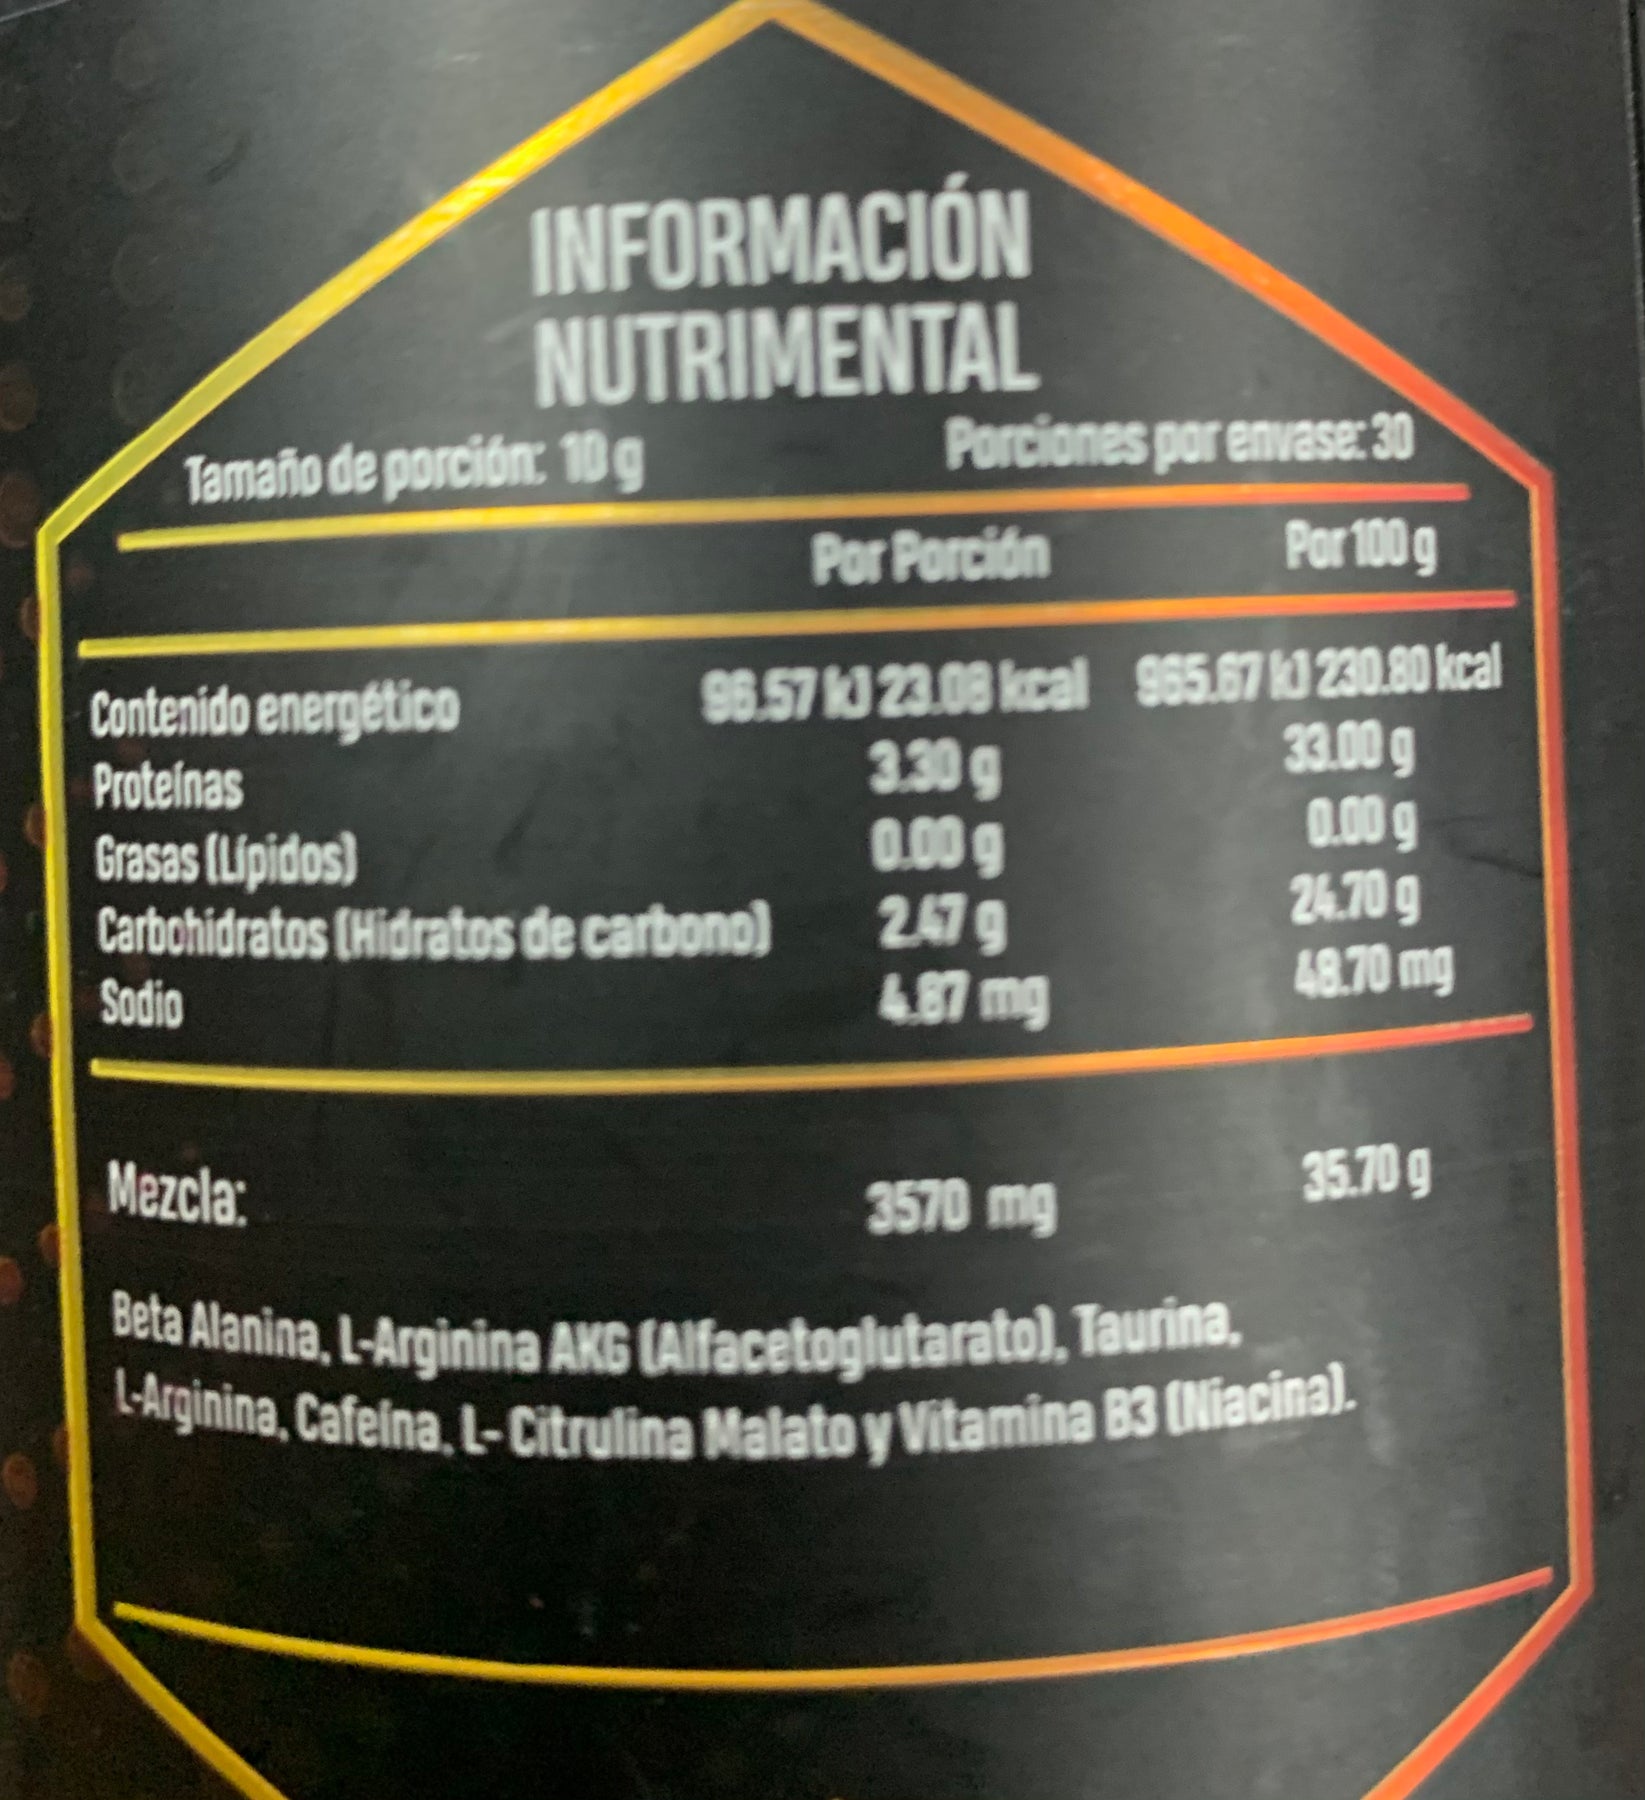 INFORMACIÓN
NUTRIMENTAL
Tamaño de porción: 10 g Porciones por envase: 30
Por Porción Por 100 g
Contenido energético 96.57 kJ 23.08 kcal 965.67 kJ 230.80 kcal
Proteínas 3.30 g 33.00 g
Grasas (Lípidos) 0.00 g 0.00 g
Carbohidratos (Hidratos de carbono) 2.47 g 24.70 g
Sodio 4.87 mg 48.70 mg
Mezcla: 3570 mg 35.70 g
Beta Alanina, L-Arginina AKG (Alfacetoglutarato), Taurina,
L-Arginina, Cafeína, L- Citrulina Malato y Vitamina B3 (Niacina).